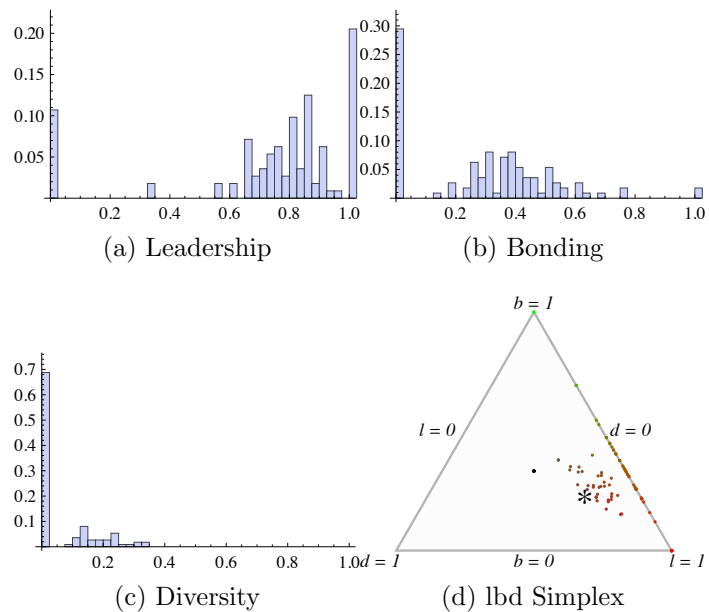 0.20
0.15
0.10
0.05
0.2 0.4 0.6 0.8 1.0
(a) Leadership
0.30
0.25
0.20
0.15
0.10
0.05
0.2 0.4 0.6 0.8 1.0
(b) Bonding
0.7
0.6
0.5
0.4
0.3
0.2
0.1
0.2 0.4 0.6 0.8 1.0
(c) Diversity
b = 1
l = 0 d = 0
*
d = 1 b = 0 l = 1
(d) lbd Simplex